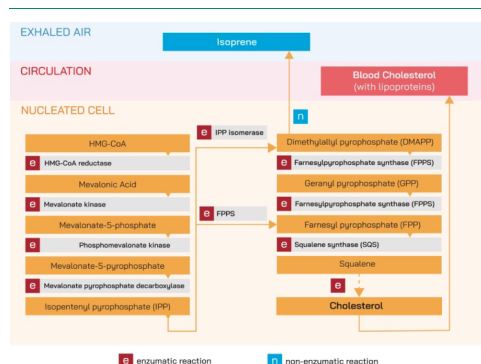 EXHALED AIR
Isoprene
CIRCULATION
Blood Cholesterol
(with lipoproteins)
NUCLEATED CELL
e IPP isomerase
n
HMG-CoA
e HMG-CoA reductase
Mevalonic Acid
e Mevalonate kinase
Mevalonate-5-phosphate
e Phosphomevalonate kinase
Mevalonate-5-pyrophosphate
e Mevalonate pyrophosphate decarboxylase
Isopentenyl pyrophosphate (IPP)
e FPPS
Dimethylallyl pyrophosphate (DMAPP)
e Farnesylpyrophosphate synthase (FPPS)
Geranyl pyrophosphate (GPP)
e Farnesylpyrophosphate synthase (FPPS)
Farnesyl pyrophosphate (FPP)
e Squalene synthase (SQS)
Squalene
e
Cholesterol
e enzymatic reaction
n non-enzymatic reaction